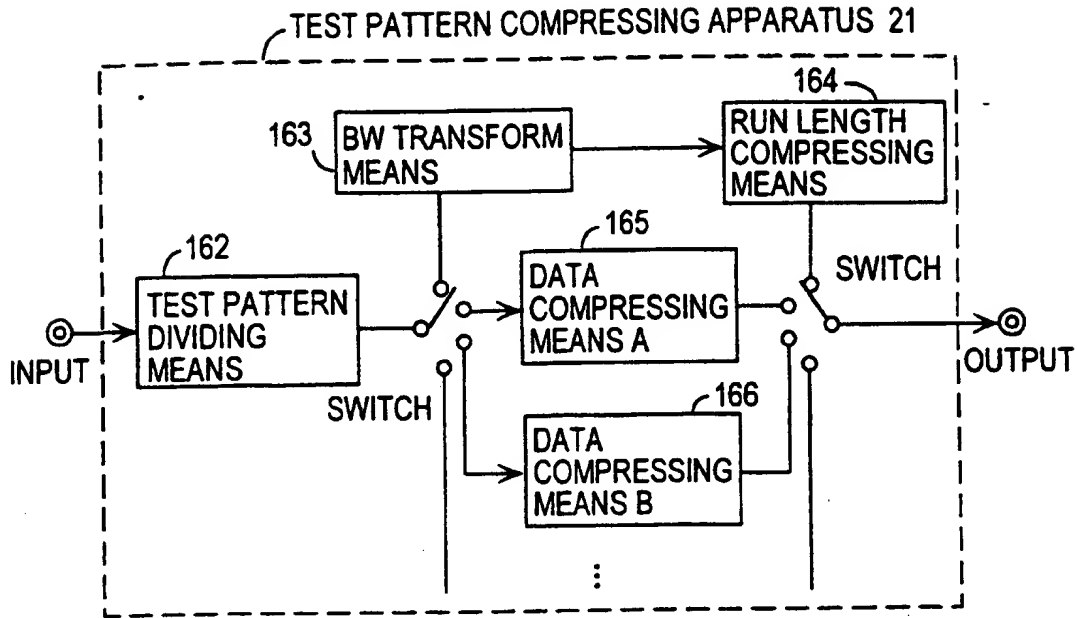 TEST PATTERN COMPRESSING APPARATUS 21
164
163
BW TRANSFORM
MEANS
RUN LENGTH
COMPRESSING
MEANS
162
165
TEST PATTERN
DIVIDING
MEANS
DATA
COMPRESSING
MEANS A
SWITCH
INPUT
OUTPUT
SWITCH
166
DATA
COMPRESSING
MEANS B